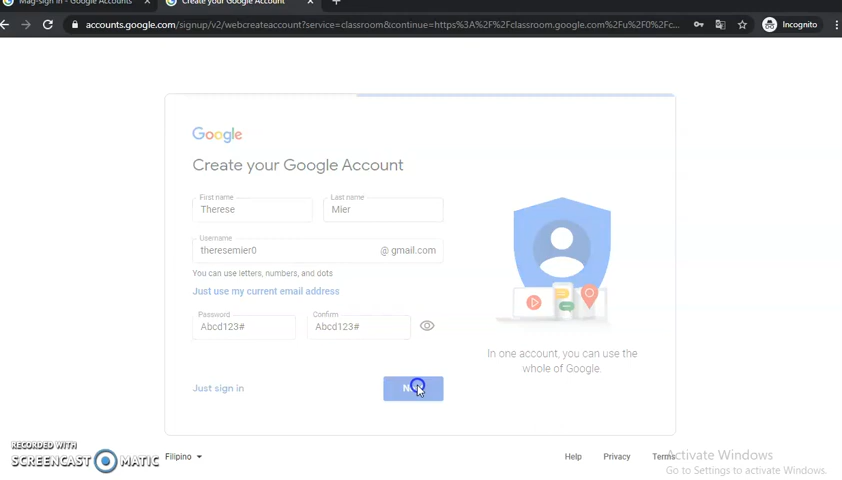 Mag-sign in - Google Accounts
Create your Google Account
accounts.google.com/signup/v2/webcreateaccount?service=classroom&continue=https%3A%2F%2Fclassroom.google.com%2Fu%2F0%2Fc...
Incognito
Google
Create your Google Account
First name
Last name
Therese
Mier
Username
theresemier0
@ gmail.com
You can use letters, numbers, and dots
Just use my current email address
Password
Confirm
Abcd123#
Abcd123#
In one account, you can use the
whole of Google.
Just sign in
RECORDED WITH
SCREENCAST MATIC
Filipino
Help
Privacy
Terms
Activate Windows
Go to Settings to activate Windows.